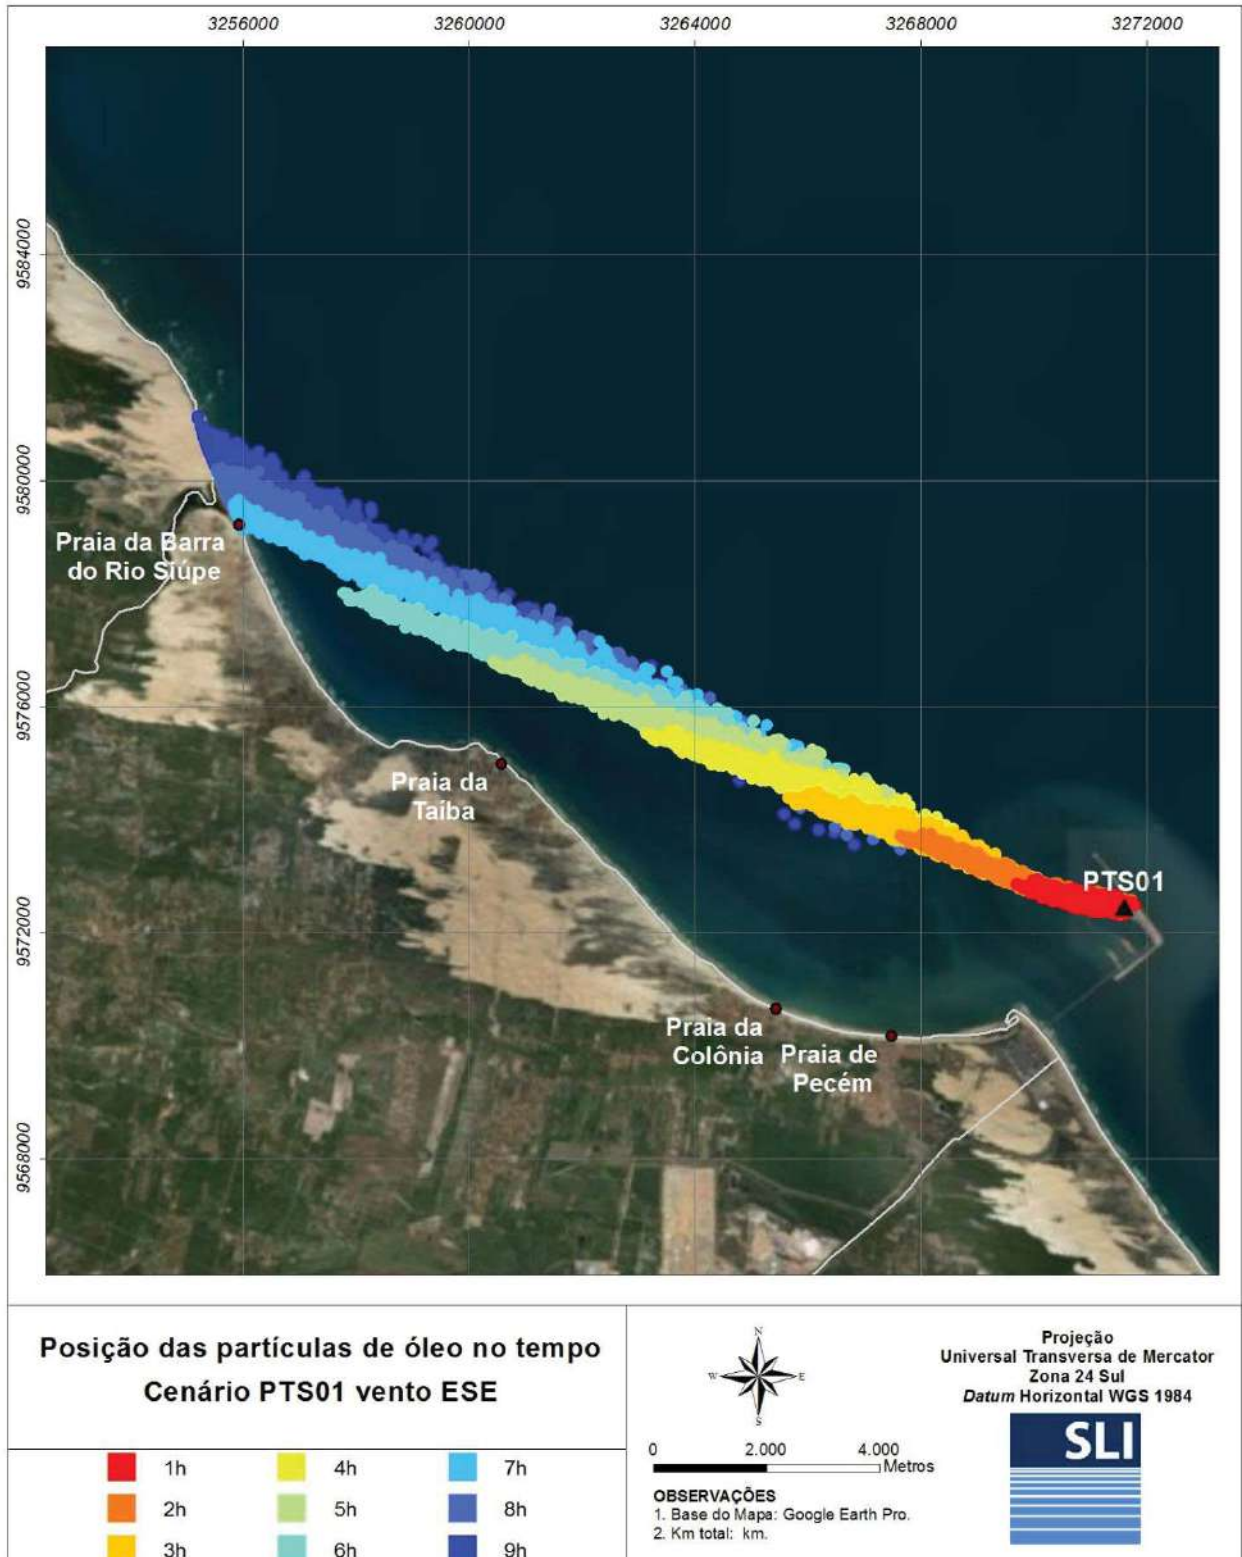 3256000 3260000 3264000 3268000 3272000
9584000
9580000
Praia da Barra
do Rio Siúpe
9576000
Praia da
Taíba
PTS01
9572000
Praia da
Colônia
Praia de
Pecém
9568000
Posição das partículas de óleo no tempo
Cenário PTS01 vento ESE
1h 4h 7h
2h 5h 8h
3h 6h 9h
N
W E
S
0 2.000 4.000
Metros
OBSERVAÇÕES
1. Base do Mapa: Google Earth Pro.
2. Km total: km.
Projeção
Universal Transversa de Mercator
Zona 24 Sul
Datum Horizontal WGS 1984
SLI